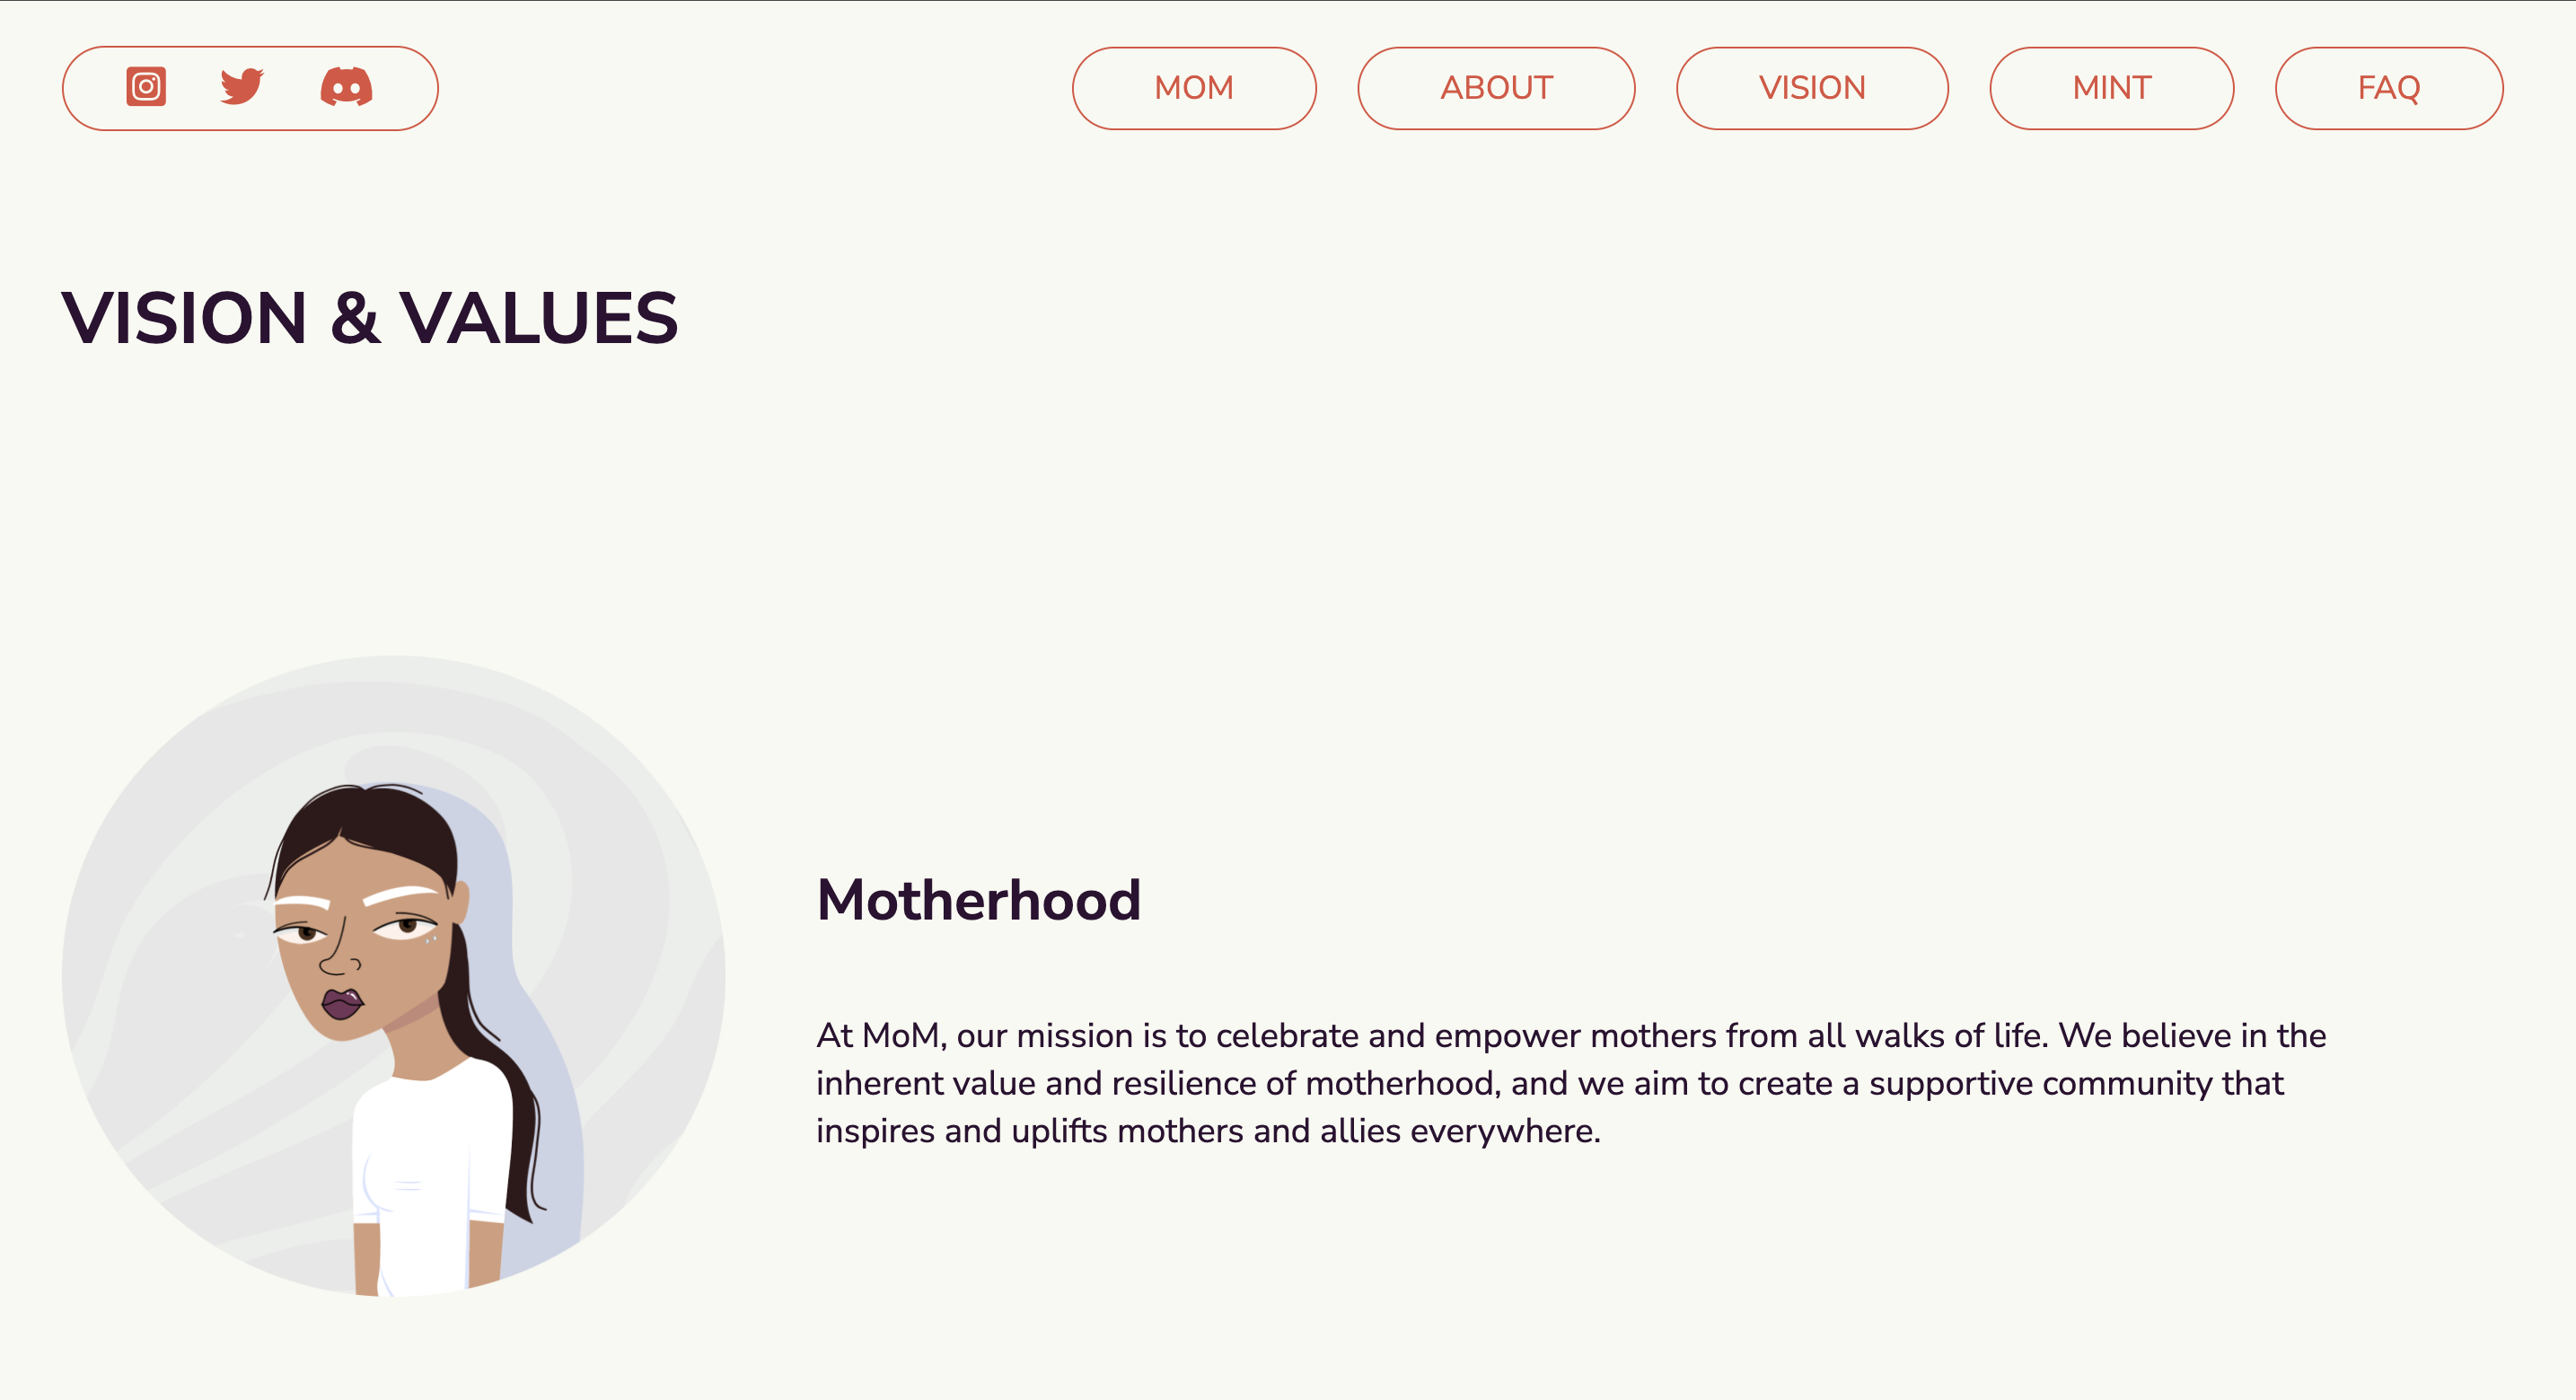 MOM
ABOUT
VISION
MINT
FAQ
VISION & VALUES
Motherhood
At MoM, our mission is to celebrate and empower mothers from all walks of life. We believe in the
inherent value and resilience of motherhood, and we aim to create a supportive community that
inspires and uplifts mothers and allies everywhere.